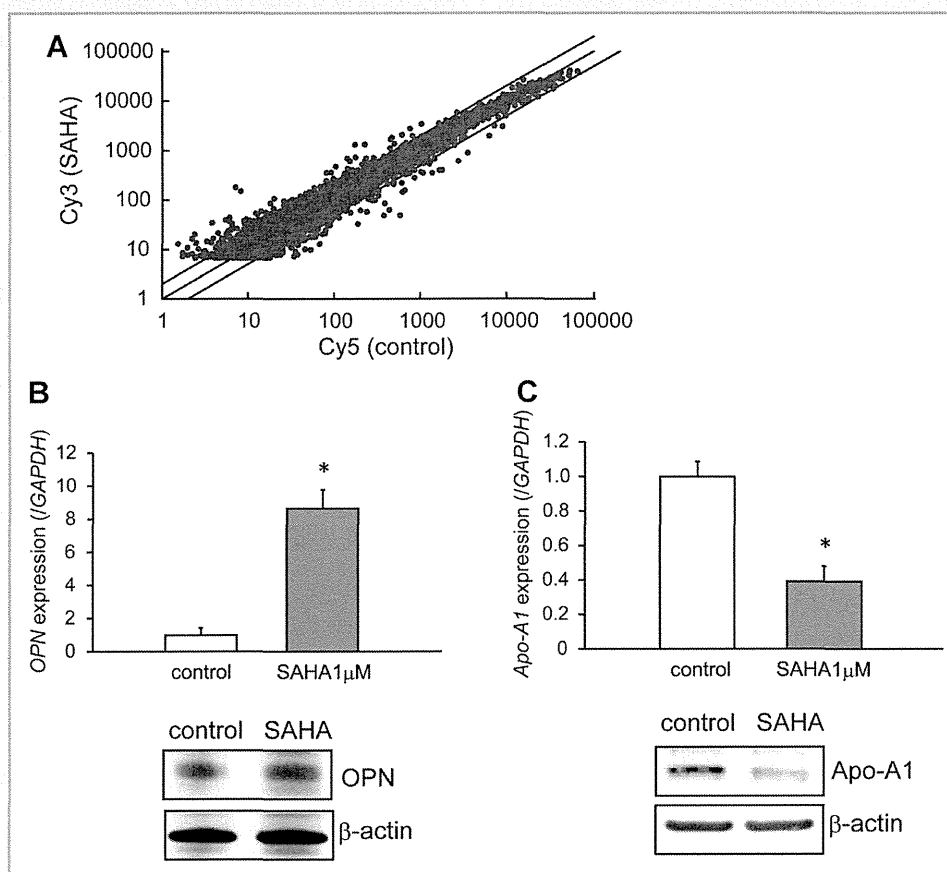 A
Cy3 (SAHA)
100000
10000
1000
100
10
1
1 10 100 1000 10000 100000
Cy5 (control)
B
OPN expression (/GAPDH)
12
10
8
6
4
2
0
*
control SAHA1μM
control SAHA
OPN
β-actin
C
Apo-A1 expression (/GAPDH)
1.2
1.0
0.8
0.6
0.4
0.2
0
*
control SAHA1μM
control SAHA
Apo-A1
β-actin